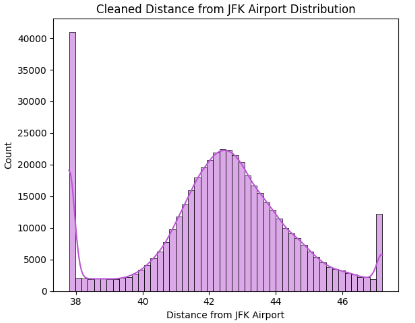 Cleaned Distance from JFK Airport Distribution
40000
35000
30000
25000
20000
15000
10000
5000
0
Count
38 40 42 44 46
Distance from JFK Airport